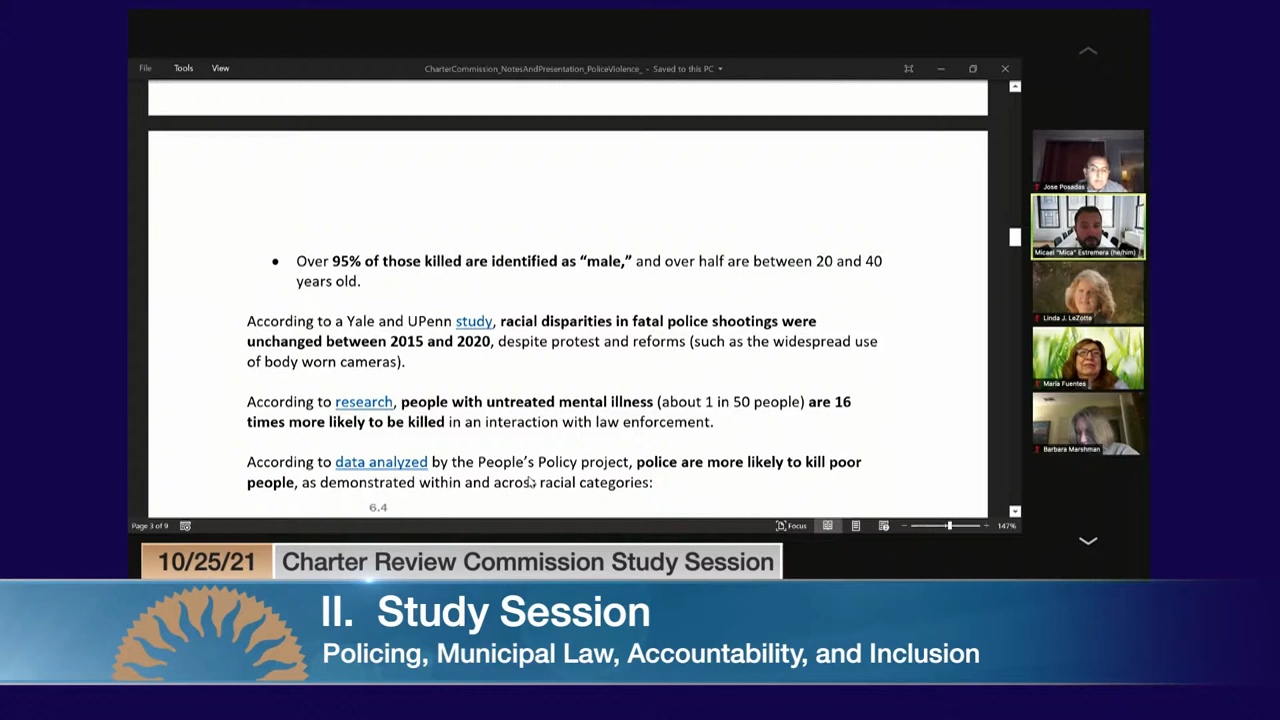 File Tools View CharterCommission_NotesAndPresentation_PoliceViolence_ - Saved to this PC
• Over 95% of those killed are identified as “male,” and over half are between 20 and 40
years old.
According to a Yale and UPenn study, racial disparities in fatal police shootings were
unchanged between 2015 and 2020, despite protest and reforms (such as the widespread use
of body worn cameras).
According to research, people with untreated mental illness (about 1 in 50 people) are 16
times more likely to be killed in an interaction with law enforcement.
According to data analyzed by the People’s Policy project, police are more likely to kill poor
people, as demonstrated within and across racial categories:
6.4
Page 3 of 9 Focus 147%
Jose Posadas
Micael "Mica" Estremera (he/him)
Linda J. LeZotte
Maria Fuentes
Barbara Marshman
10/25/21 Charter Review Commission Study Session
II. Study Session
Policing, Municipal Law, Accountability, and Inclusion